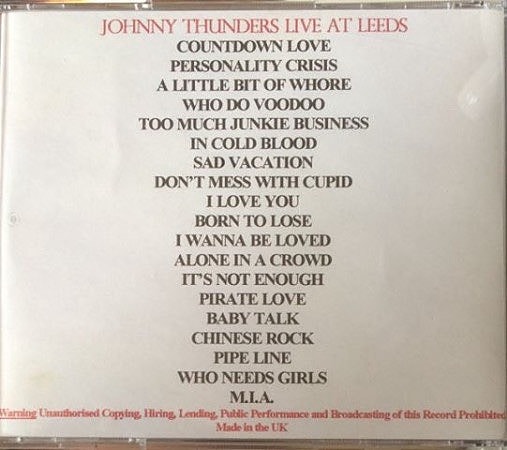 JOHNNY THUNDERS LIVE AT LEEDS
COUNTDOWN LOVE
PERSONALITY CRISIS
A LITTLE BIT OF WHORE
WHO DO VOODOO
TOO MUCH JUNKIE BUSINESS
IN COLD BLOOD
SAD VACATION
DON'T MESS WITH CUPID
I LOVE YOU
BORN TO LOSE
I WANNA BE LOVED
ALONE IN A CROWD
IT'S NOT ENOUGH
PIRATE LOVE
BABY TALK
CHINESE ROCK
PIPE LINE
WHO NEEDS GIRLS
M.I.A.
Warning Unauthorised Copying, Hiring, Lending, Public Performance and Broadcasting of this Record Prohibited
Made in the UK